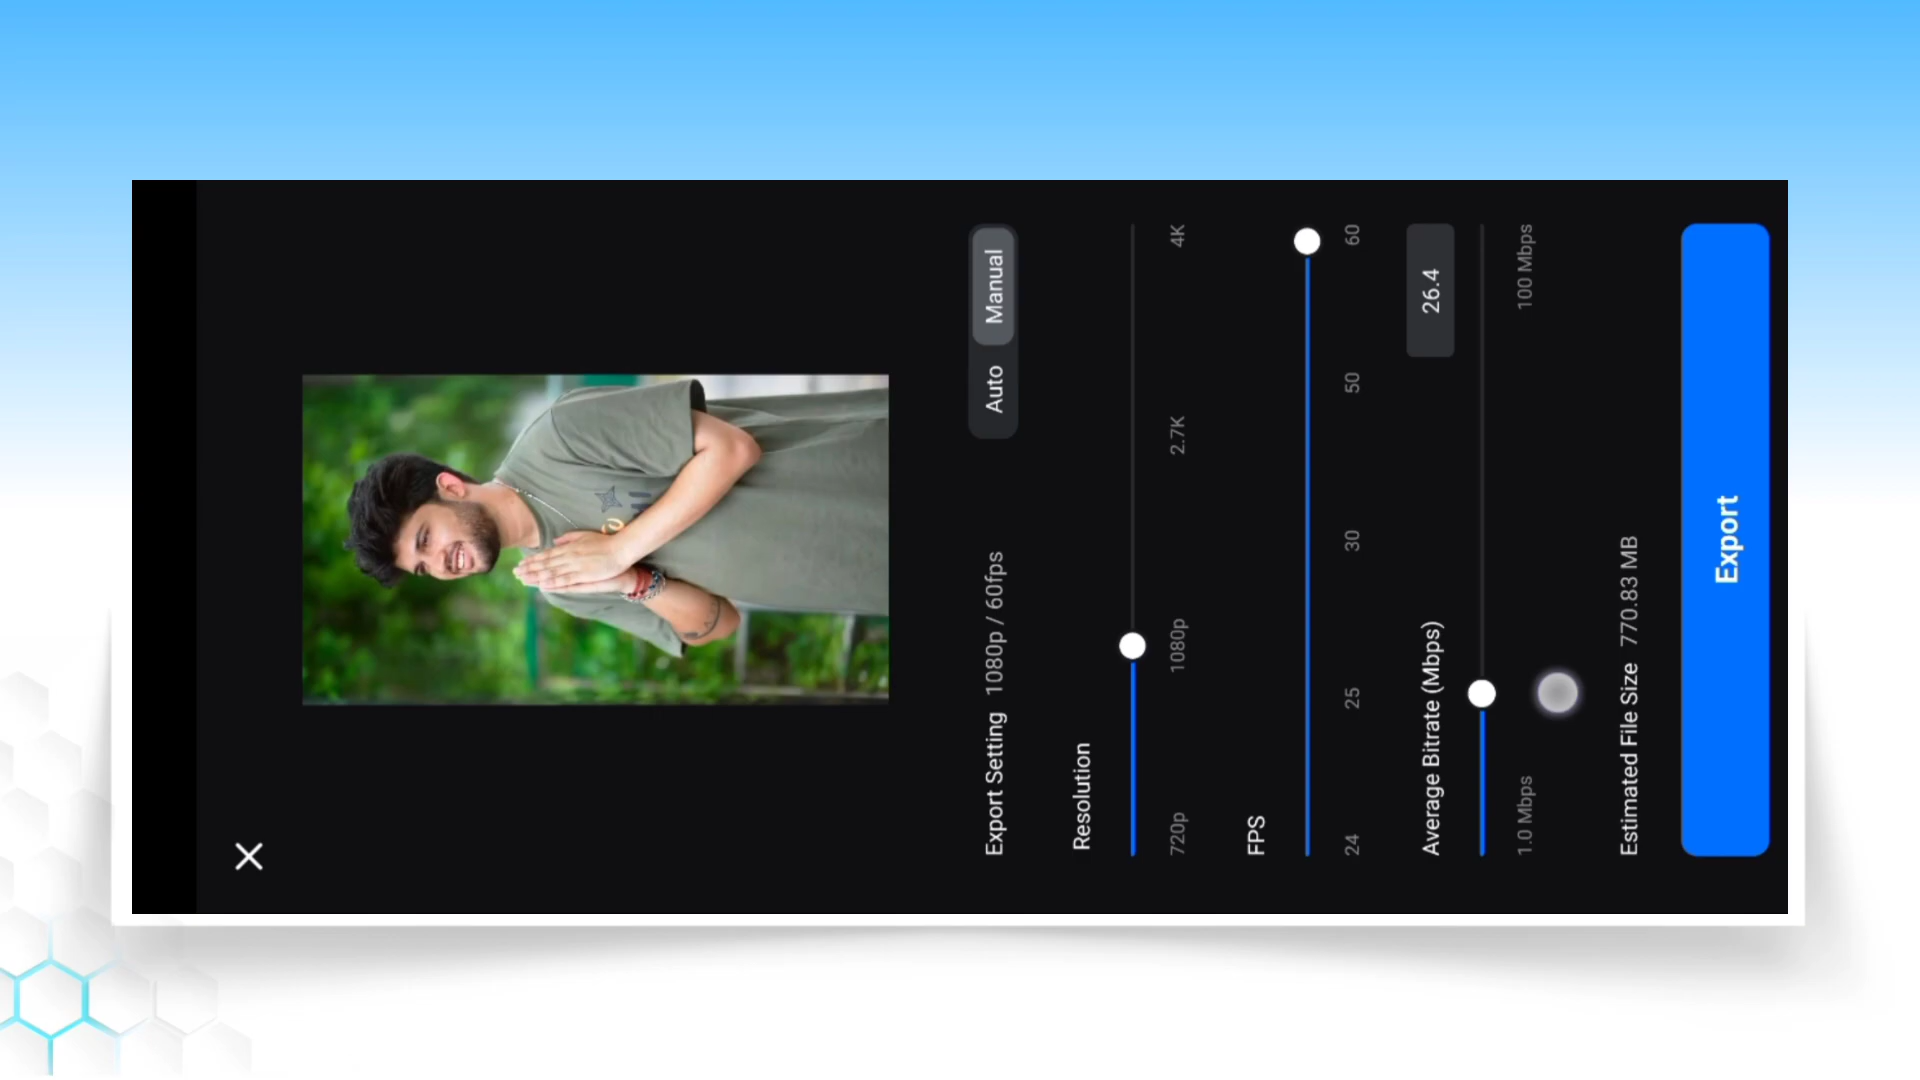 Export Setting 1080p / 60fps
Auto Manual
Resolution
720p 1080p 2.7K 4K
FPS
24 25 30 50 60
Average Bitrate (Mbps) 26.4
1.0 Mbps 100 Mbps
Estimated File Size 770.83 MB
Export